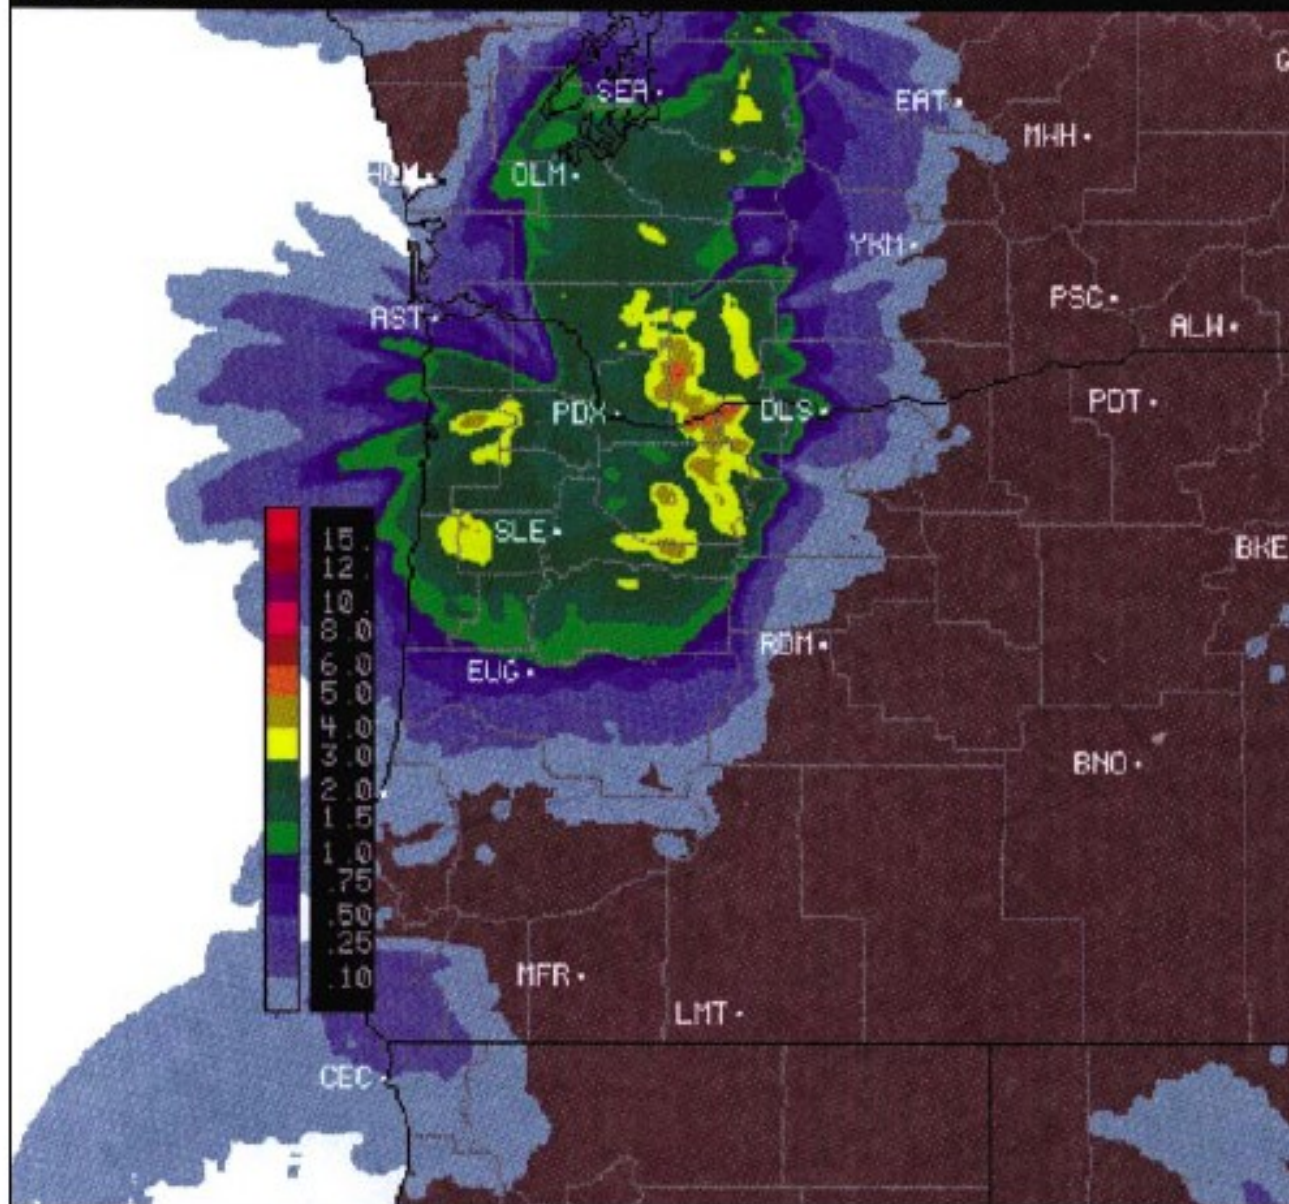 G
SEA
EAT
MWH
HQM
OLM
YKM
PSC
AST
ALW
PDX
DLS
PDT
SLE
BKE
15.
12.
10.
8.0
6.0
5.0
4.0
3.0
2.0
1.5
1.0
.75
.50
.25
.10
RDM
EUG
BNO
MFR
LMT
CEC